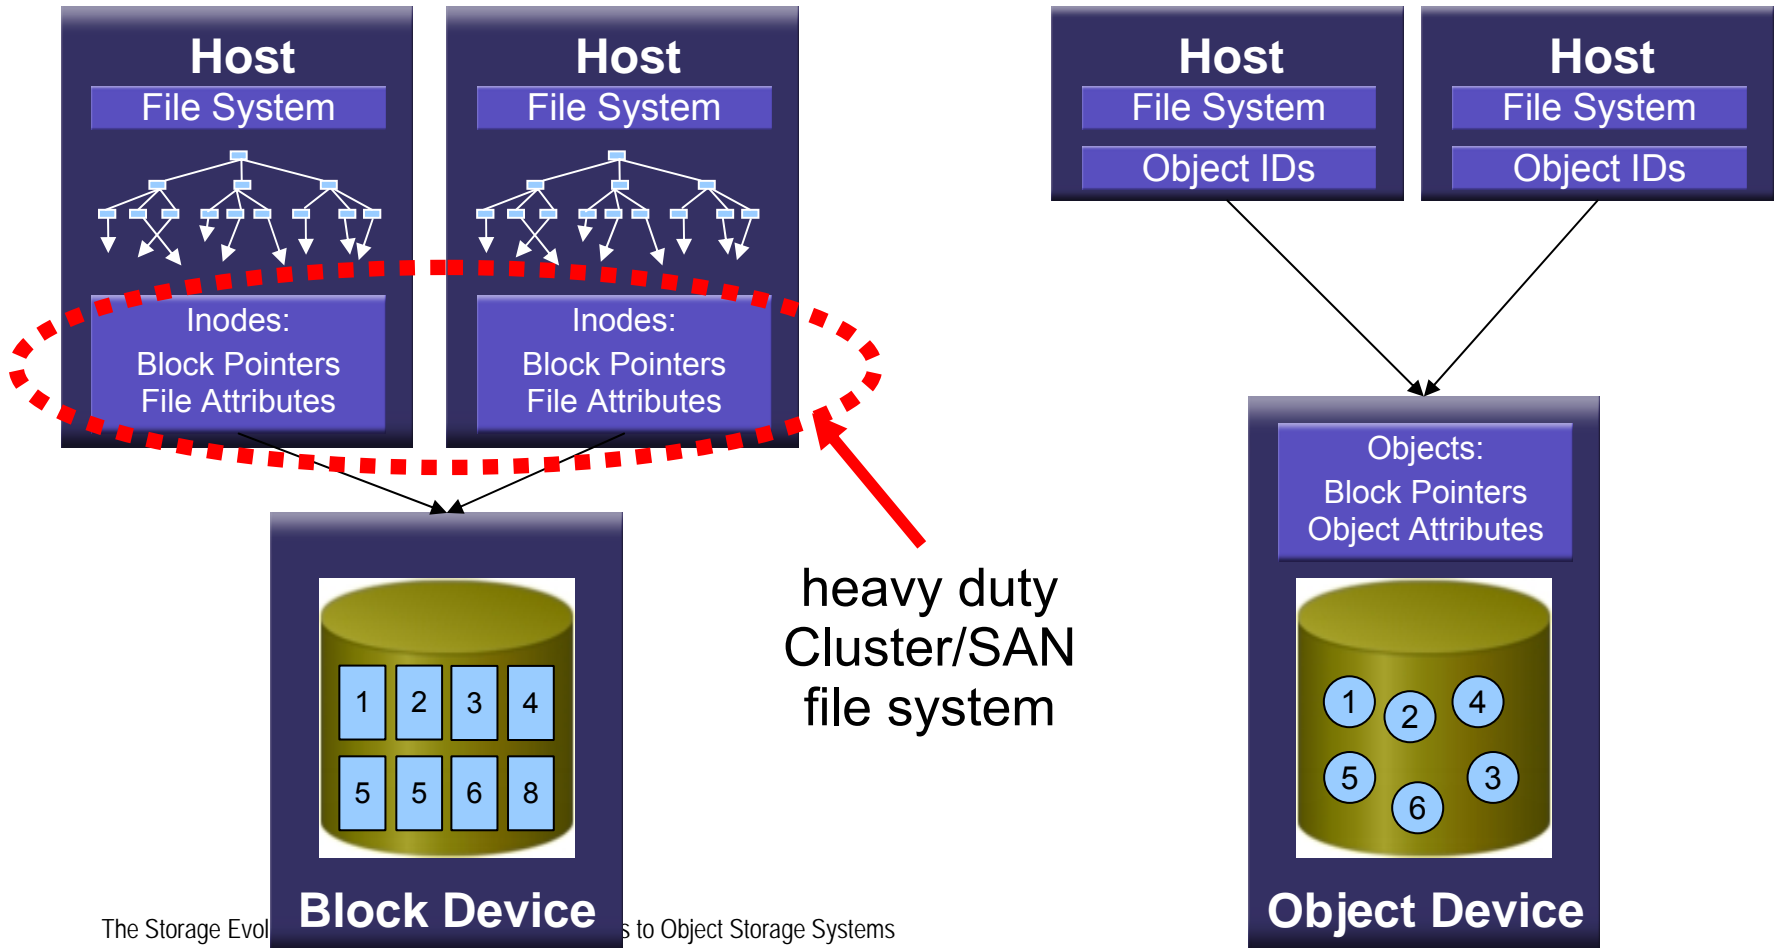 Host
File System
Inodes:
Block Pointers
File Attributes
Host
File System
Inodes:
Block Pointers
File Attributes
heavy duty
Cluster/SAN
file system
1 2 3 4
5 5 6 8
Block Device
Host
File System
Object IDs
Host
File System
Object IDs
Objects:
Block Pointers
Object Attributes
1 2 4
5 6 3
Object Device
The Storage Evol s to Object Storage Systems